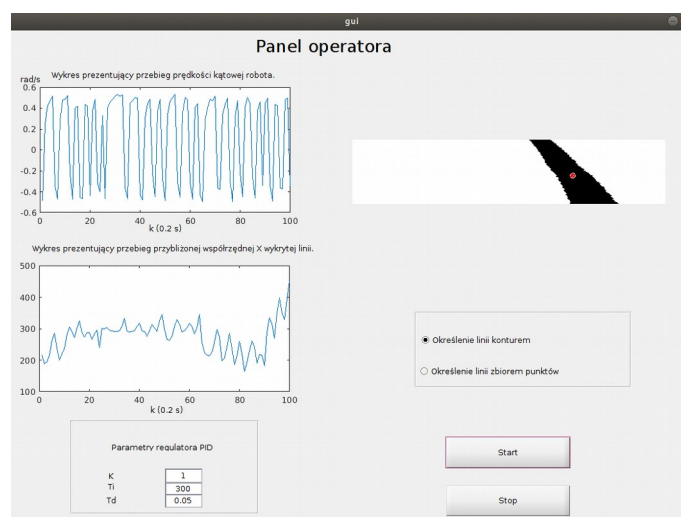 gui
Panel operatora
Wykres prezentujący przebieg prędkości kątowej robota.
rad/s
0.6
0.4
0.2
0
-0.2
-0.4
-0.6
0 20 40 60 80 100
k (0.2 s)
Wykres prezentujący przebieg przybliżonej współrzędnej X wykrytej linii.
500
400
300
200
100
0 20 40 60 80 100
k (0.2 s)
Określenie linii konturem
Określenie linii zbiorem punktów
Parametry regulatora PID
K 1
Ti 300
Td 0.05
Start
Stop